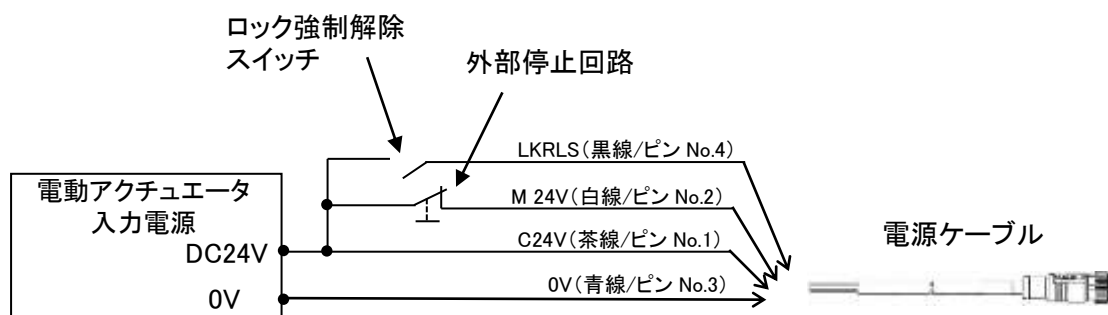 ロック強制解除
スイッチ
外部停止回路
LKRLS(黒線/ピン No.4)
電動アクチュエータ
入力電源
M 24V(白線/ピン No.2)
DC24V
C24V(茶線/ピン No.1)
電源ケーブル
0V
0V(青線/ピン No.3)